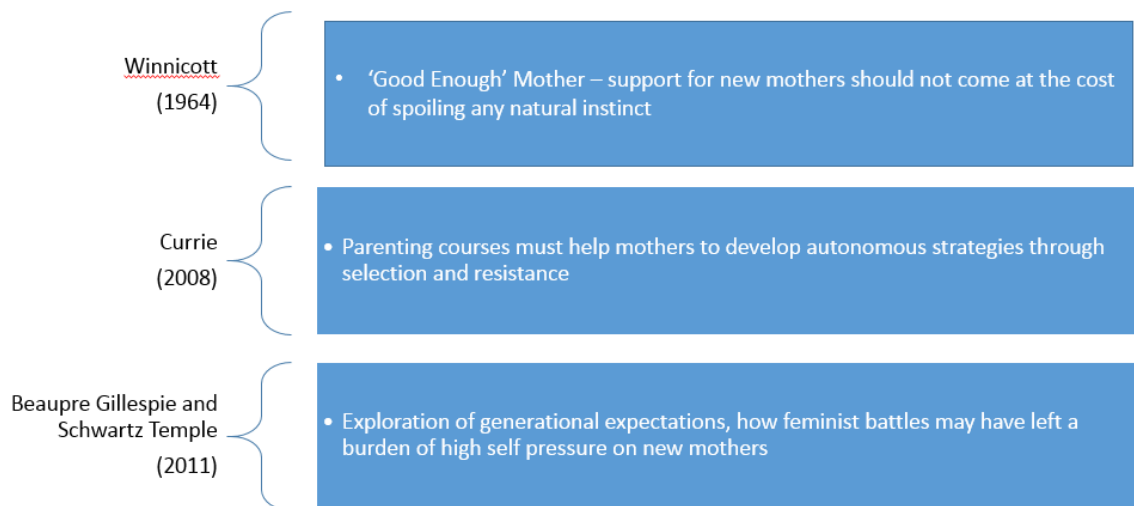 Winnicott
(1964)
• ‘Good Enough’ Mother – support for new mothers should not come at the cost
of spoiling any natural instinct
Currie
(2008)
• Parenting courses must help mothers to develop autonomous strategies through
selection and resistance
Beaupre Gillespie and
Schwartz Temple
(2011)
• Exploration of generational expectations, how feminist battles may have left a
burden of high self pressure on new mothers